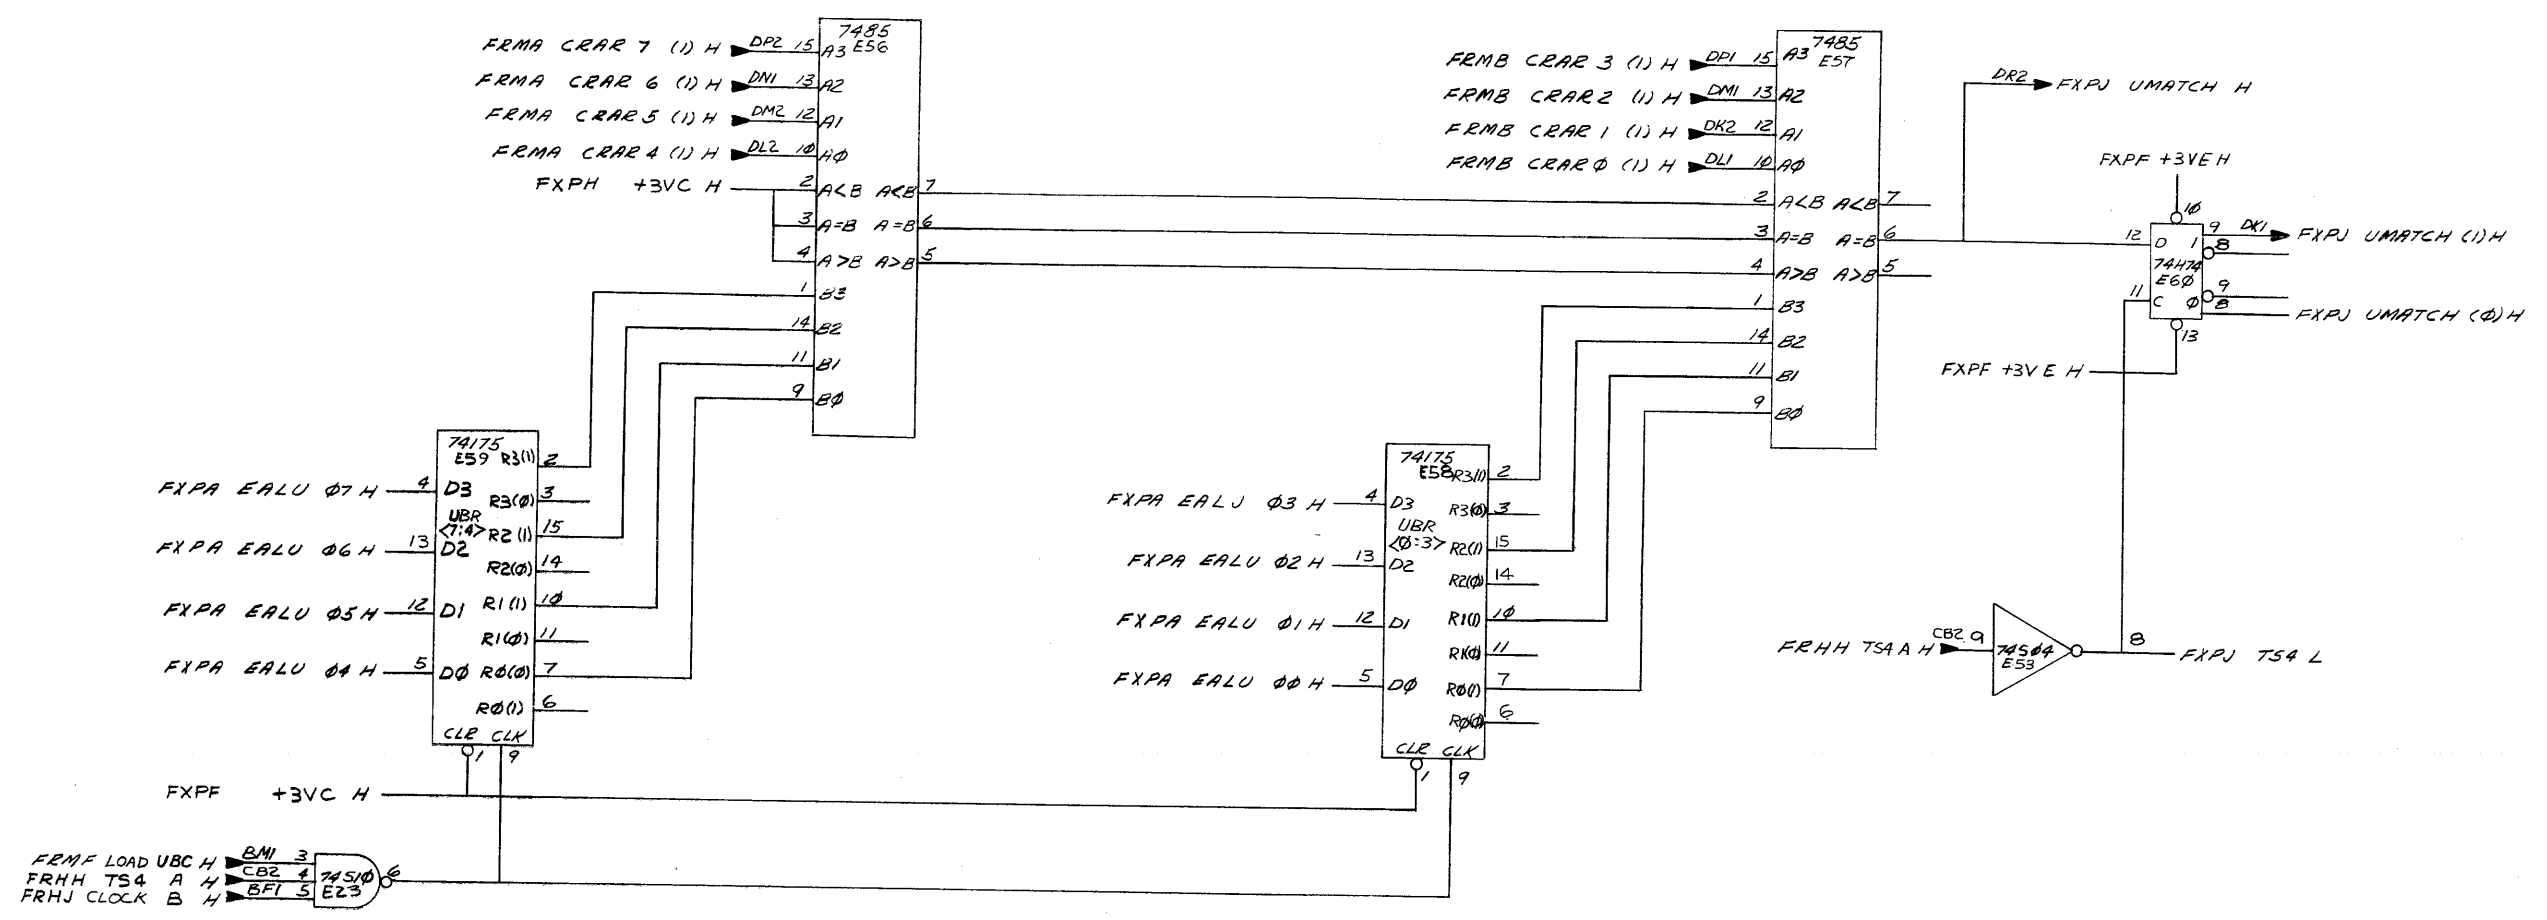 7485
E56
FRMA CRAR 7 (1) H DP2 15 A3
FRMA CRAR 6 (1) H DN1 13 A2
FRMA CRAR 5 (1) H DM2 12 A1
FRMA CRAR 4 (1) H DL2 1Ø AØ
FXPH +3VC H 2 A<B A<B 7
3 A=B A=B 6
4 A>B A>B 5
1 B3
14 B2
11 B1
9 BØ
7485
E57
FRMB CRAR 3 (1) H DP1 15 A3
FRMB CRAR 2 (1) H DM1 13 A2
FRMB CRAR 1 (1) H DK2 12 A1
FRMB CRAR Ø (1) H DL1 1Ø AØ
2 A<B A<B 7
3 A=B A=B 6
4 A>B A>B 5
1 B3
14 B2
11 B1
9 BØ
DR2 FXPJ UMATCH H
FXPF +3VE H
1Ø
12 D 1 9 DK1 FXPJ UMATCH (1) H
8
74H74
E6Ø
9
11 C Ø 8 FXPJ UMATCH (Ø) H
13
FXPF +3VE H
74175
E59 R3(1) 2
FXPA EALU Ø7 H 4 D3
R3(Ø) 3
UBR
<7:4> R2(1) 15
FXPA EALU Ø6 H 13 D2
R2(Ø) 14
FXPA EALU Ø5 H 12 D1 R1(1) 1Ø
R1(Ø) 11
FXPA EALU Ø4 H 5 DØ RØ(Ø) 7
RØ(1) 6
CLR CLK
1 9
74175
E58 R3(1) 2
FXPA EALJ Ø3 H 4 D3
R3(Ø) 3
UBR
<Ø:3> R2(1) 15
FXPA EALU Ø2 H 13 D2
R2(Ø) 14
FXPA EALU Ø1 H 12 D1 R1(1) 1Ø
R1(Ø) 11
FXPA EALU ØØ H 5 DØ RØ(1) 7
RØ(Ø) 6
CLR CLK
1 9
FRHH TS4 A H CB2 9 74SØ4 8 FXPJ TS4 L
E53
FXPF +3VC H
FRMF LOAD UBC H BM1 3
FRHH TS4 A H CB2 4 74S1Ø 6
FRHJ CLOCK B H BF1 5 E23